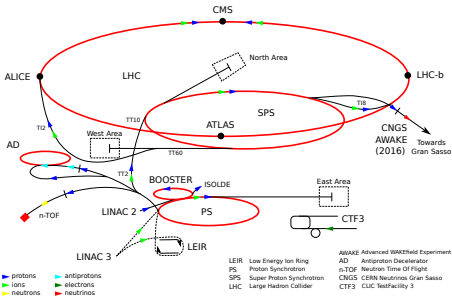 CMS
North Area
ALICE
LHC
LHC-b
SPS
TI8
TT10
TI2
ATLAS
West Area
CNGS
AWAKE
(2016)
Towards
Gran Sasso
AD
TT60
TT2
BOOSTER
ISOLDE
East Area
LINAC 2
PS
n-TOF
CTF3
LINAC 3
LEIR
LEIR Low Energy Ion Ring
PS Proton Synchrotron
SPS Super Proton Synchrotron
LHC Large Hadron Collider
AWAKE Advanced WAKEfield Experiment
AD Antiproton Decelerator
n-TOF Neutron Time Of Flight
CNGS CERN Neutrinos Gran Sasso
CTF3 CLIC TestFacility 3
protons
ions
neutrons
antiprotons
electrons
neutrinos